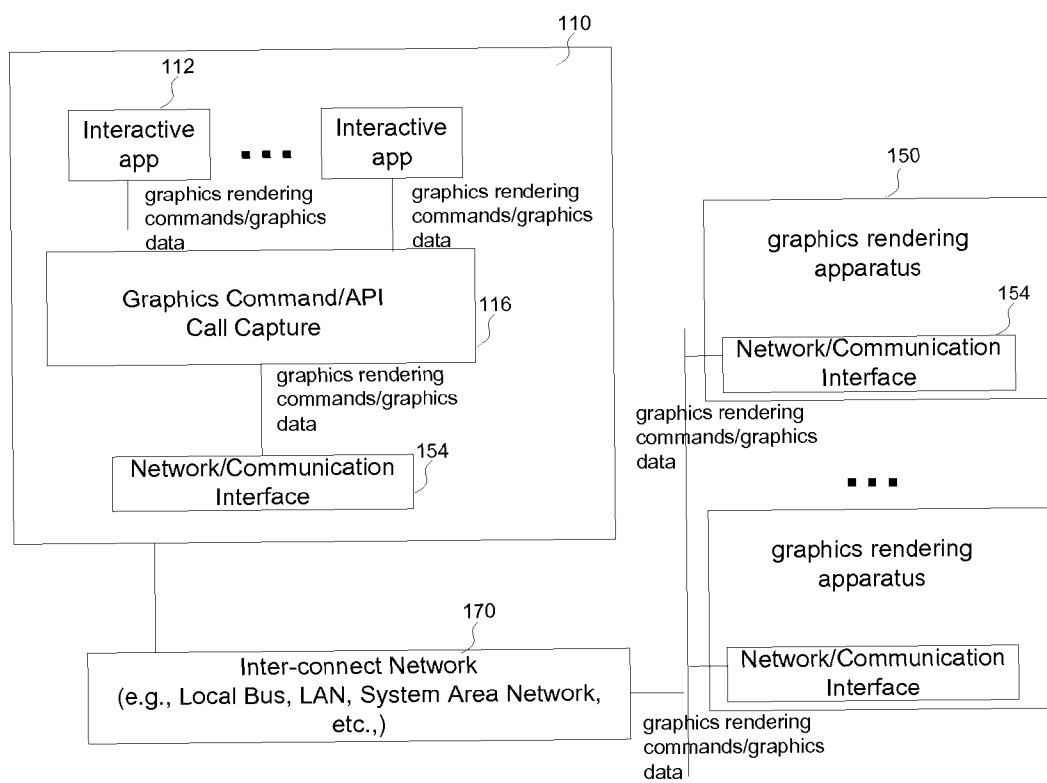 110
112
Interactive
app
Interactive
app
graphics rendering
commands/graphics
data
graphics rendering
commands/graphics
data
Graphics Command/API
Call Capture
116
graphics rendering
commands/graphics
data
Network/Communication
Interface
154
150
graphics rendering
apparatus
154
Network/Communication
Interface
graphics rendering
commands/graphics
data
graphics rendering
apparatus
Network/Communication
Interface
170
Inter-connect Network
(e.g., Local Bus, LAN, System Area Network,
etc.,)
graphics rendering
commands/graphics
data